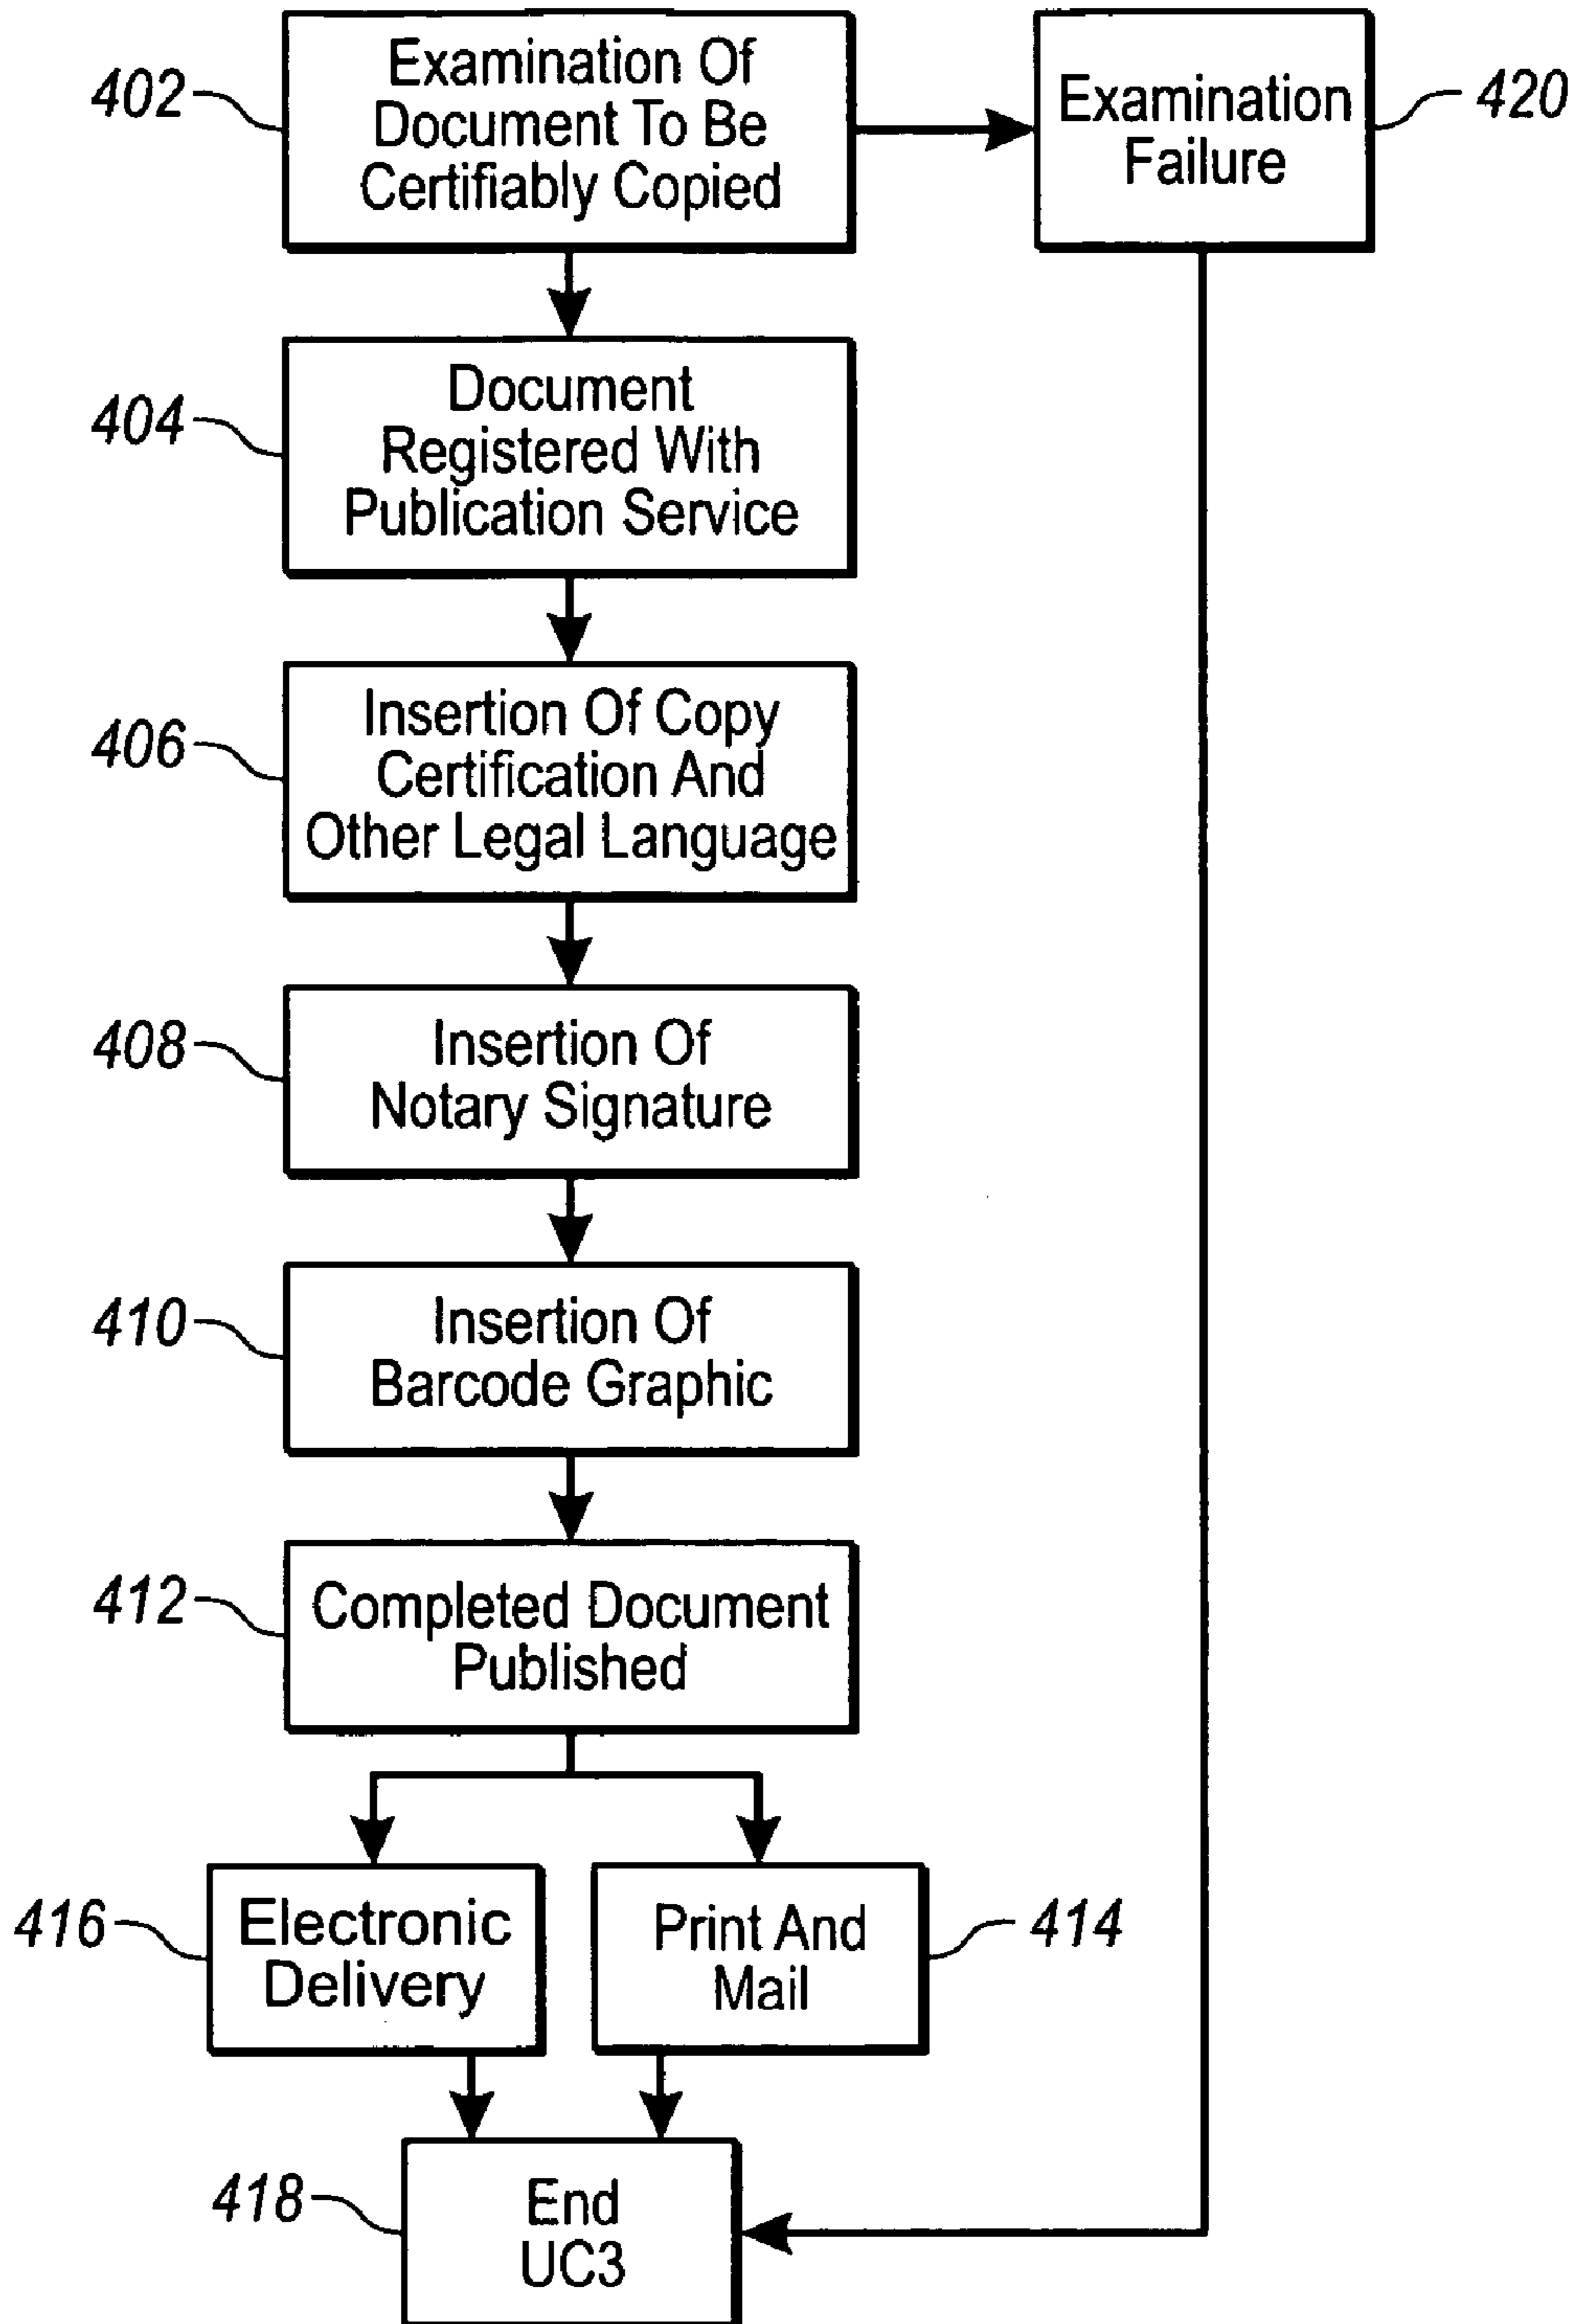 402
Examination Of
Document To Be
Certifiably Copied
Examination
Failure
420
404
Document
Registered With
Publication Service
406
Insertion Of Copy
Certification And
Other Legal Language
408
Insertion Of
Notary Signature
410
Insertion Of
Barcode Graphic
412
Completed Document
Published
416
Electronic
Delivery
Print And
Mail
414
418
End
UC3